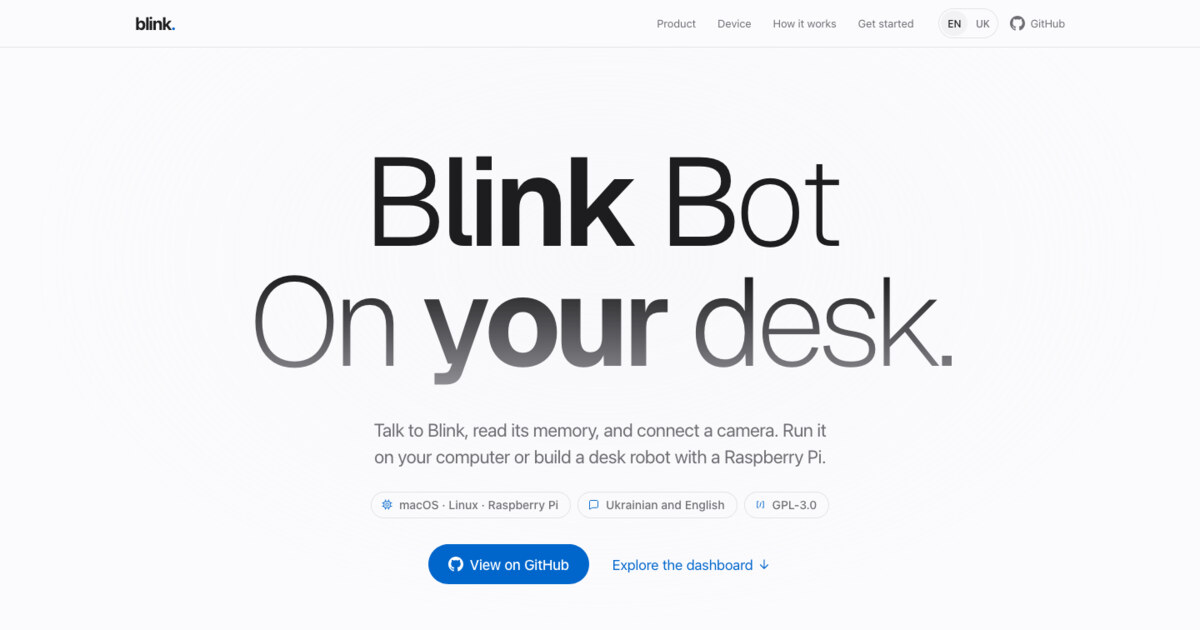 blink.
Product Device How it works Get started EN UK GitHub
Blink Bot
On your desk.
Talk to Blink, read its memory, and connect a camera. Run it
on your computer or build a desk robot with a Raspberry Pi.
macOS · Linux · Raspberry Pi Ukrainian and English GPL-3.0
View on GitHub Explore the dashboard ↓